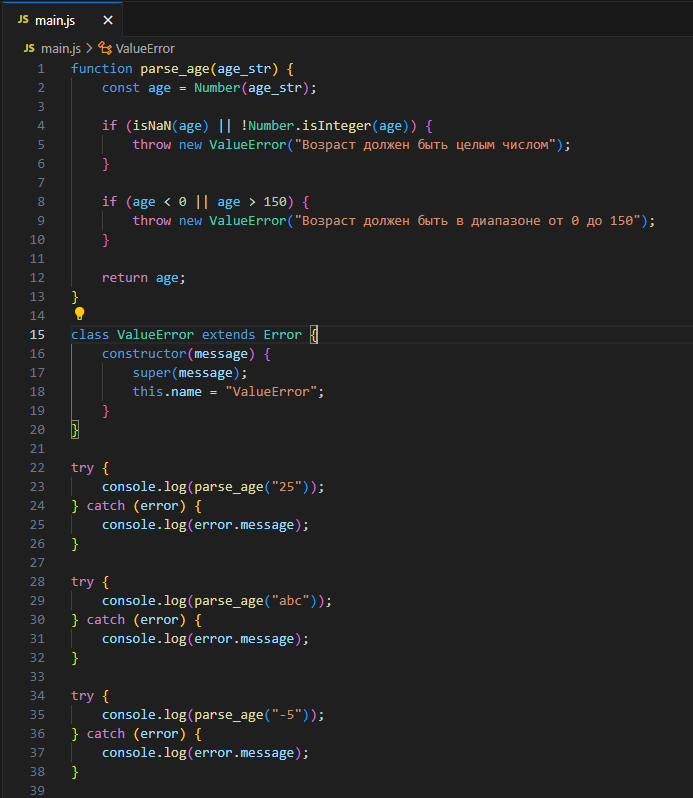 JS main.js ×
JS main.js > ValueError
1 function parse_age(age_str) {
2     const age = Number(age_str);
3
4     if (isNaN(age) || !Number.isInteger(age)) {
5         throw new ValueError("Возраст должен быть целым числом");
6     }
7
8     if (age < 0 || age > 150) {
9         throw new ValueError("Возраст должен быть в диапазоне от 0 до 150");
10     }
11
12     return age;
13 }
14
15 class ValueError extends Error {
16     constructor(message) {
17         super(message);
18         this.name = "ValueError";
19     }
20 }
21
22 try {
23     console.log(parse_age("25"));
24 } catch (error) {
25     console.log(error.message);
26 }
27
28 try {
29     console.log(parse_age("abc"));
30 } catch (error) {
31     console.log(error.message);
32 }
33
34 try {
35     console.log(parse_age("-5"));
36 } catch (error) {
37     console.log(error.message);
38 }
39